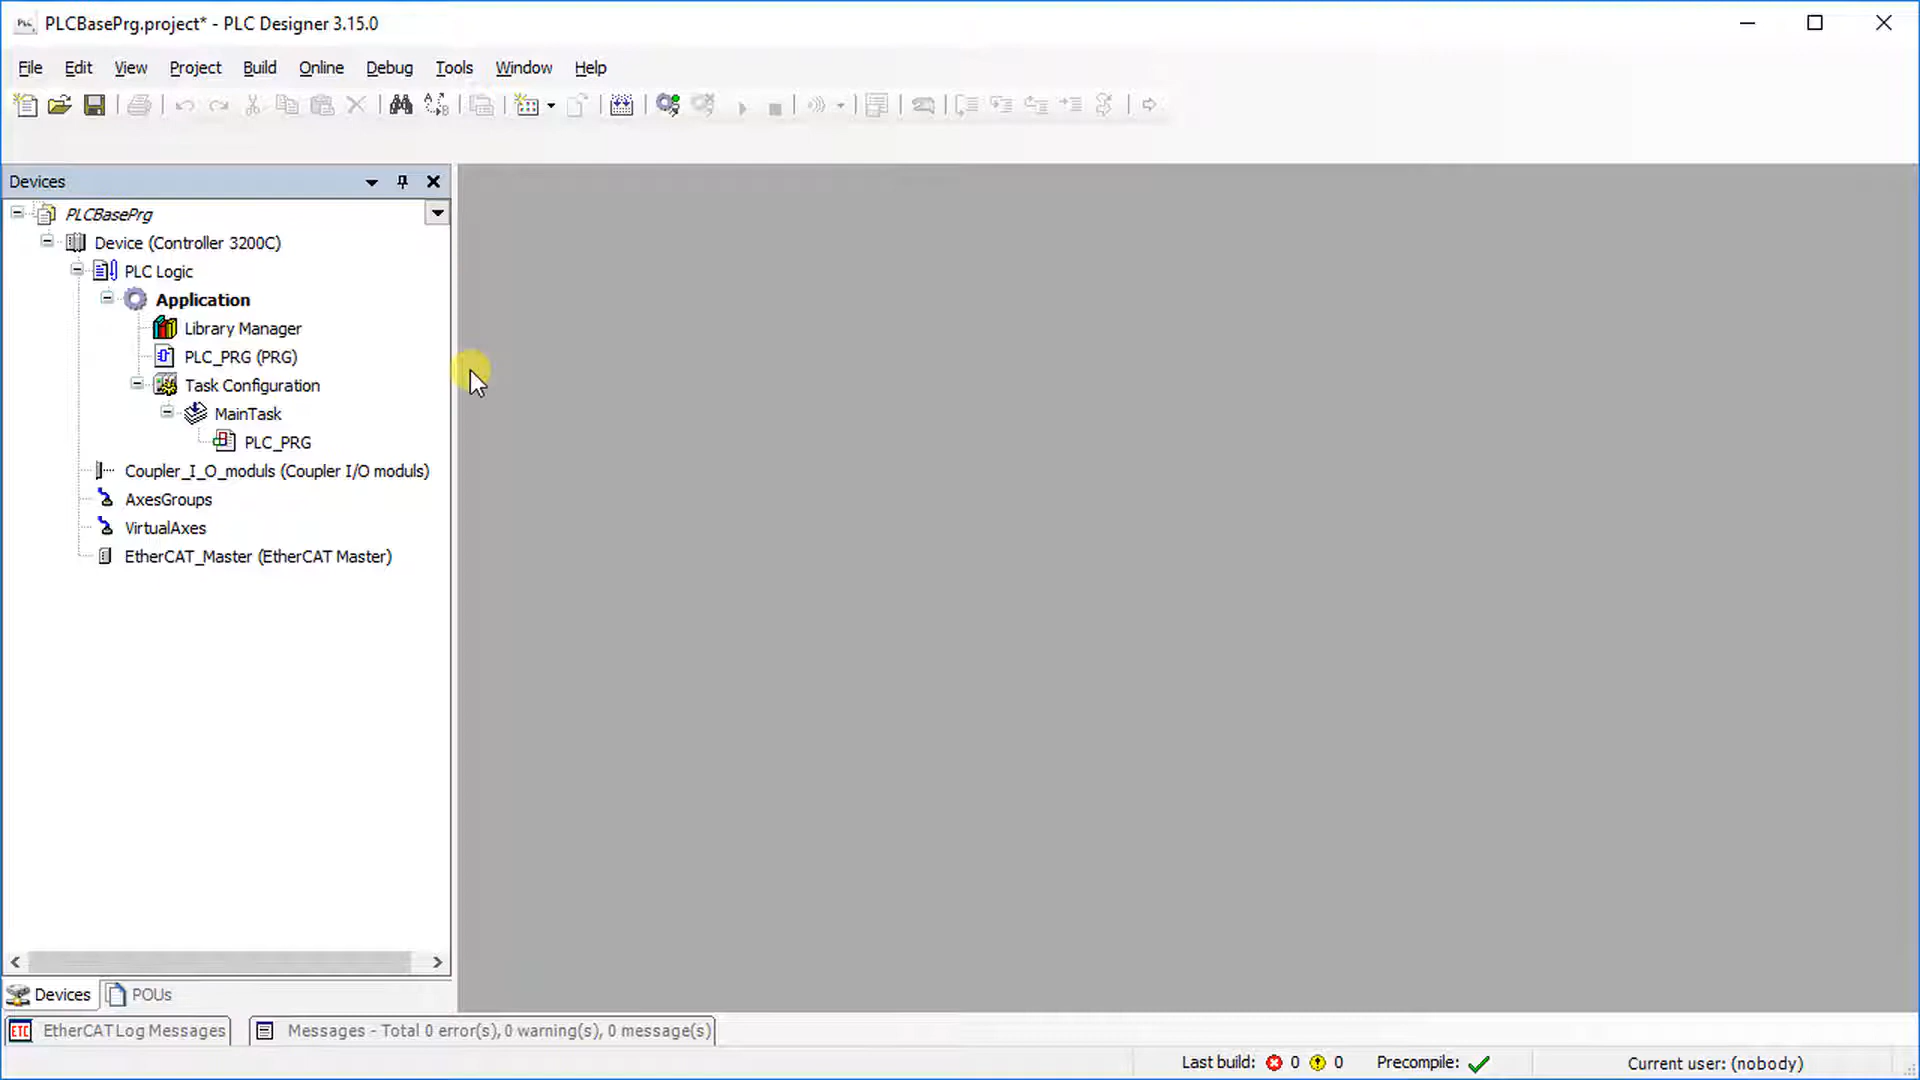 PLCBasePrg.project* - PLC Designer 3.15.0
File Edit View Project Build Online Debug Tools Window Help
Devices
PLCBasePrg
Device (Controller 3200C)
PLC Logic
Application
Library Manager
PLC_PRG (PRG)
Task Configuration
MainTask
PLC_PRG
Coupler_I_O_moduls (Coupler I/O moduls)
AxesGroups
VirtualAxes
EtherCAT_Master (EtherCAT Master)
Devices POUs
ETC EtherCAT Log Messages Messages - Total 0 error(s), 0 warning(s), 0 message(s)
Last build: 0 0 Precompile: Current user: (nobody)